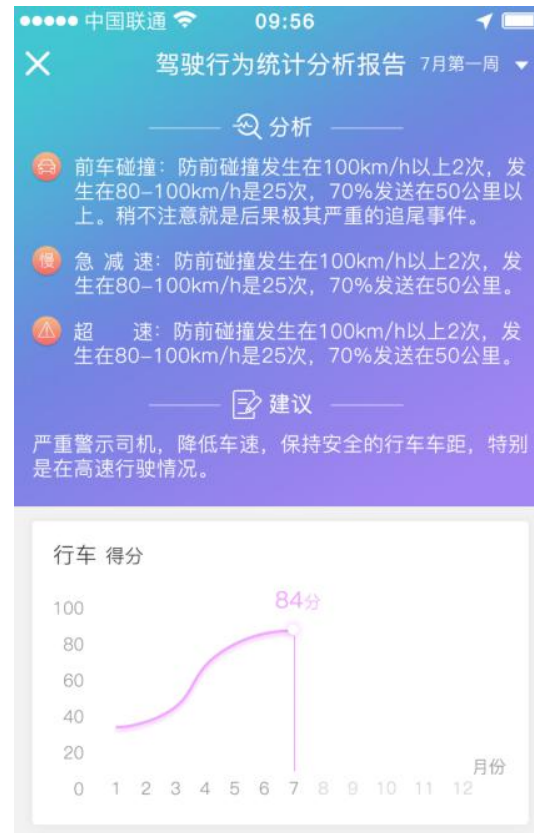 中国联通 09:56
驾驶行为统计分析报告 7月第一周
分析
前车碰撞：防前碰撞发生在100km/h以上2次，发
生在80-100km/h是25次，70%发送在50公里以
上。稍不注意就是后果极其严重的追尾事件。
慢 急 减 速：防前碰撞发生在100km/h以上2次，发
生在80-100km/h是25次，70%发送在50公里。
超 速：防前碰撞发生在100km/h以上2次，发
生在80-100km/h是25次，70%发送在50公里。
建议
严重警示司机，降低车速，保持安全的行车车距，特别
是在高速行驶情况。
行车 得分
84分
100
80
60
40
20
月份
0 1 2 3 4 5 6 7 8 9 10 11 12